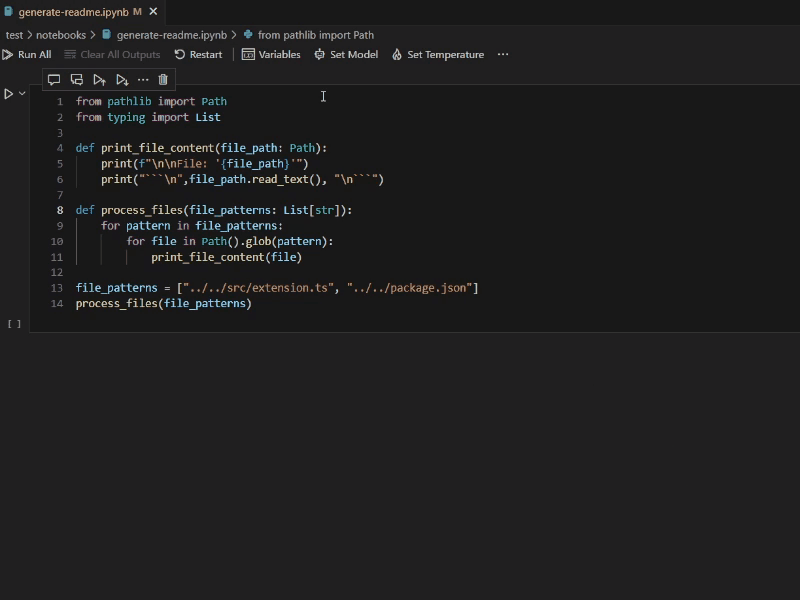 generate-readme.ipynb M
test > notebooks > generate-readme.ipynb > from pathlib import Path
Run All Clear All Outputs Restart Variables Set Model Set Temperature ...
1 from pathlib import Path
2 from typing import List
3
4 def print_file_content(file_path: Path):
5 print(f"\n\nFile: '{file_path}'")
6 print("```\n",file_path.read_text(), "\n```")
7
8 def process_files(file_patterns: List[str]):
9 for pattern in file_patterns:
10 for file in Path().glob(pattern):
11 print_file_content(file)
12
13 file_patterns = ["../../src/extension.ts", "../../package.json"]
14 process_files(file_patterns)
[ ]